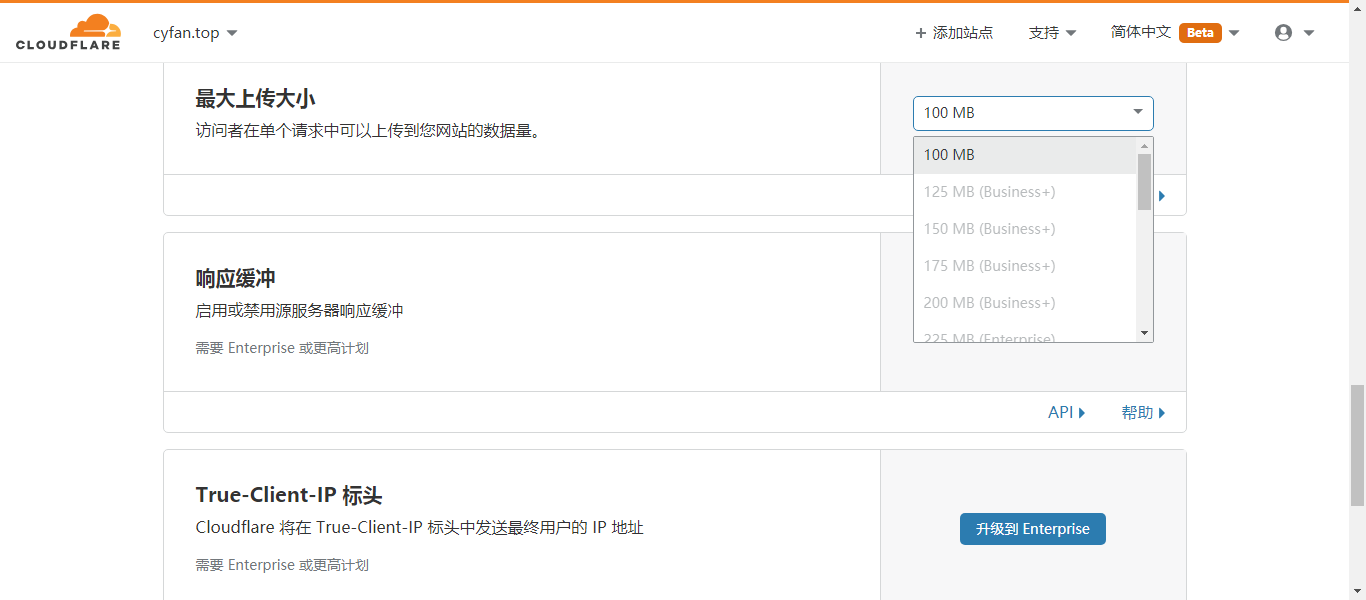 CLOUDFLARE
cyfan.top
+ 添加站点
支持
简体中文 Beta
最大上传大小
访问者在单个请求中可以上传到您网站的数据量。
100 MB
100 MB
125 MB (Business+)
150 MB (Business+)
175 MB (Business+)
200 MB (Business+)
225 MB (Enterprise)
响应缓冲
启用或禁用源服务器响应缓冲
需要 Enterprise 或更高计划
API
帮助
True-Client-IP 标头
Cloudflare 将在 True-Client-IP 标头中发送最终用户的 IP 地址
需要 Enterprise 或更高计划
升级到 Enterprise